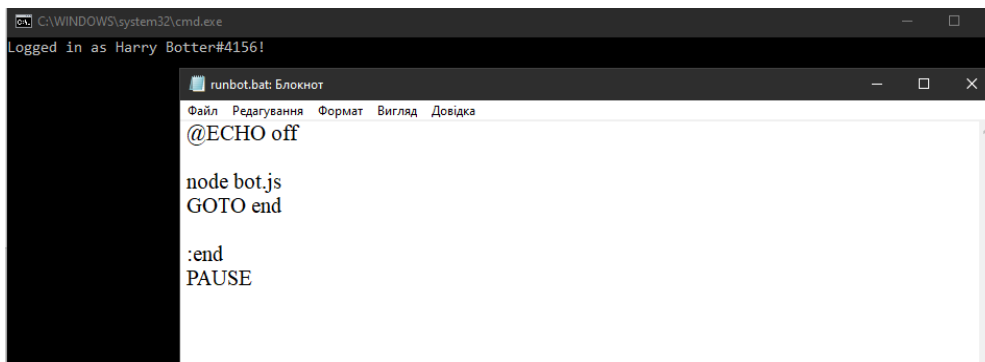 C:\WINDOWS\system32\cmd.exe
Logged in as Harry Botter#4156!
runbot.bat: Блокнот
Файл Редагування Формат Вигляд Довідка
@ECHO off
node bot.js
GOTO end
:end
PAUSE